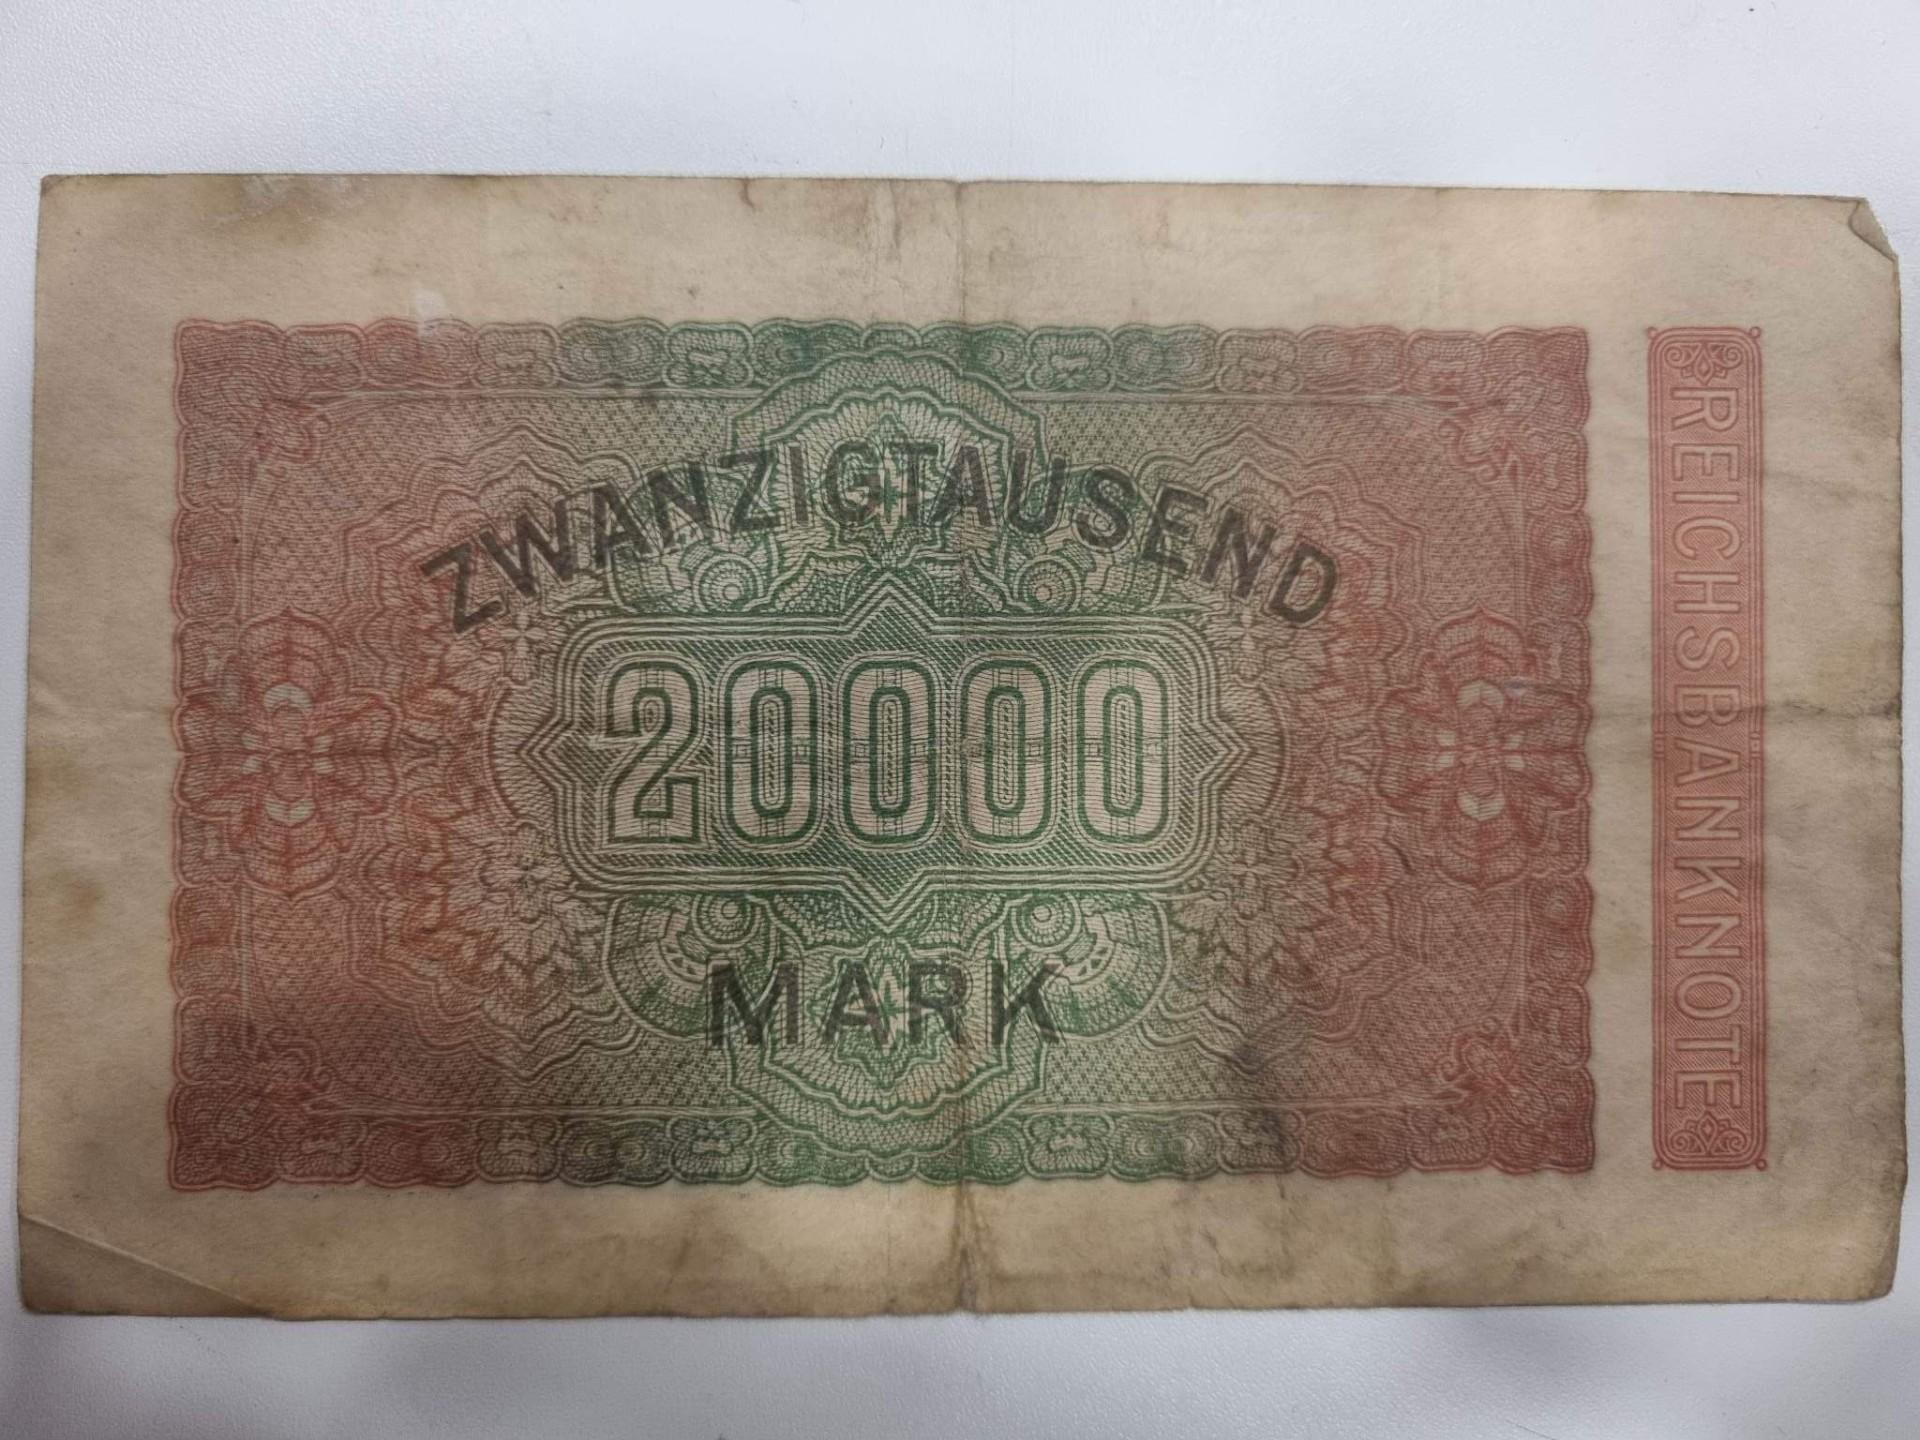 ZWANZIGTAUSEND
20000
MARK
REICHSBANKNOTE